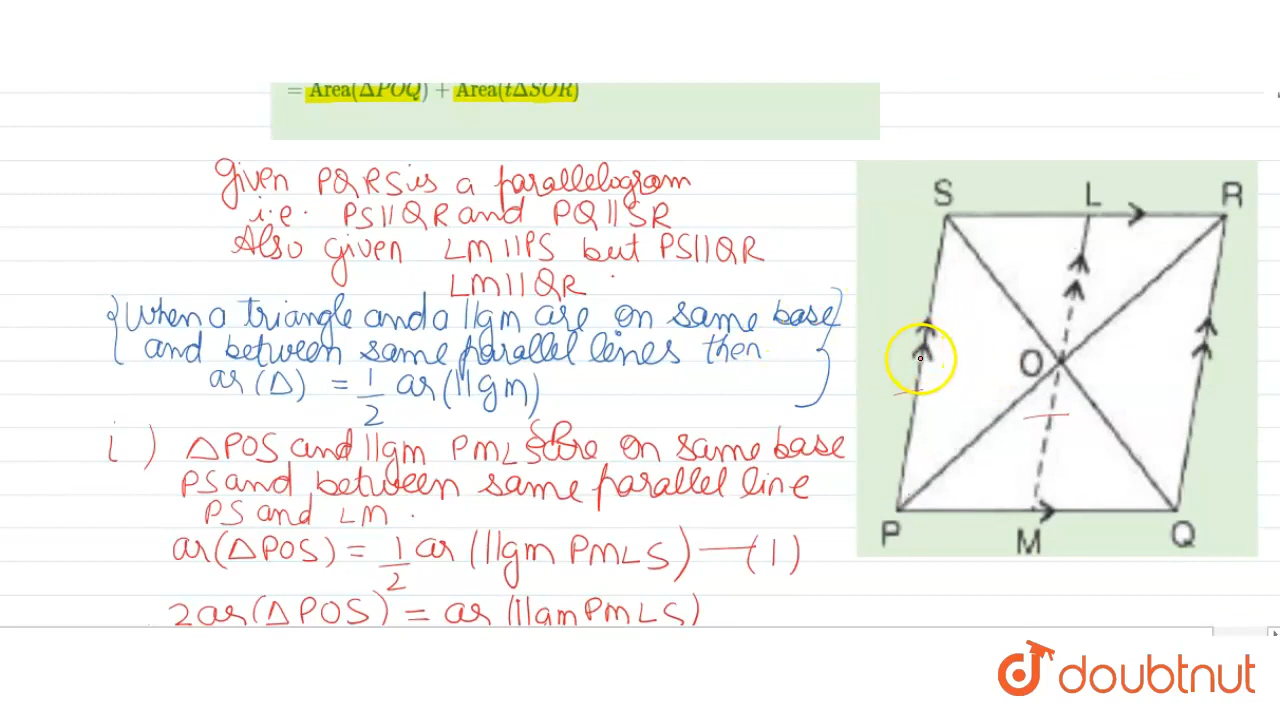 = Area(ΔPOQ) + Area(tΔSOR)
Given PQRS is a parallelogram
i.e. PS||QR and PQ||SR
Also given LM||PS but PS||QR
LM||QR
{When a triangle and a ||gm are on same base
and between same parallel lines then
ar(Δ) = 1/2 ar(||gm)}
i) ΔPOS and ||gm PMLS are on same base
PS and between same parallel line
PS and LM.
ar(ΔPOS) = 1/2 ar(||gm PMLS) —(1)
2ar(ΔPOS) = ar(||gm PMLS)
S L R
O
P M Q
doubtnut